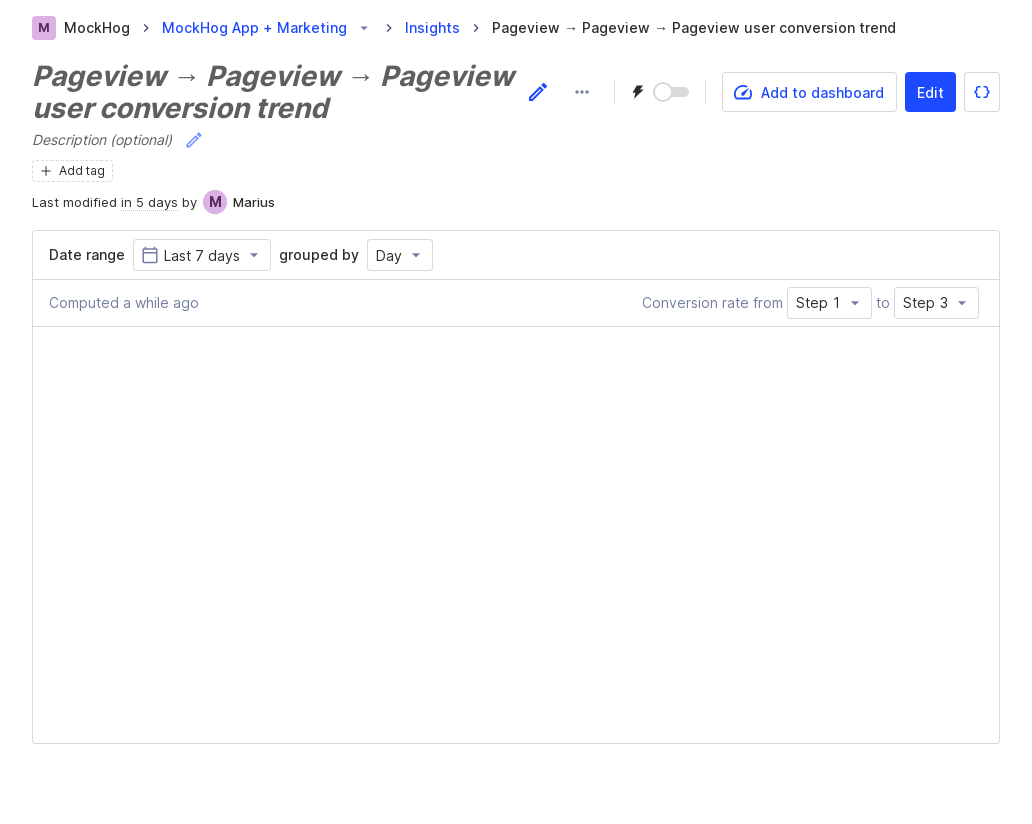 M MockHog MockHog App + Marketing Insights Pageview → Pageview → Pageview user conversion trend
Pageview → Pageview → Pageview
user conversion trend
Add to dashboard Edit {}
Description (optional)
Add tag
Last modified in 5 days by M Marius
Date range Last 7 days grouped by Day
Computed a while ago Conversion rate from Step 1 to Step 3